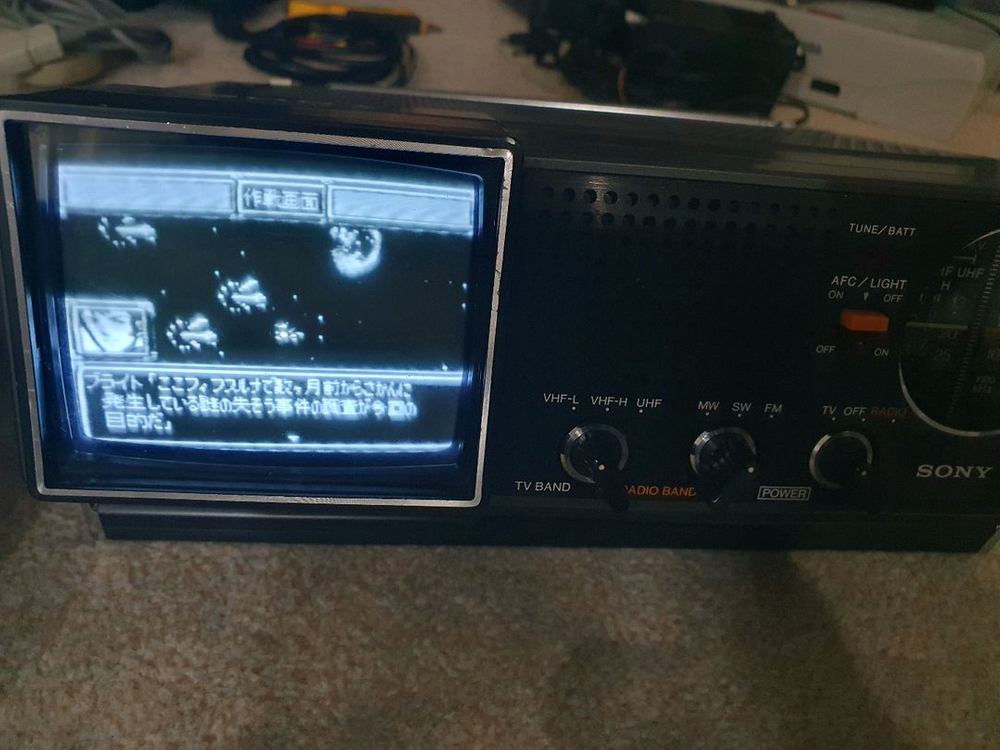 作戦画面
ブライト「ここフィフスルナで数ヶ月前からさかんに
発生している謎の失そう事件の調査が今回の
目的だ」
TUNE/BATT
AFC/LIGHT
ON OFF
OFF ON
UHF
H
VHF-L VHF-H UHF
TV BAND
MW SW FM
RADIO BAND
TV OFF RADIO
POWER
SONY